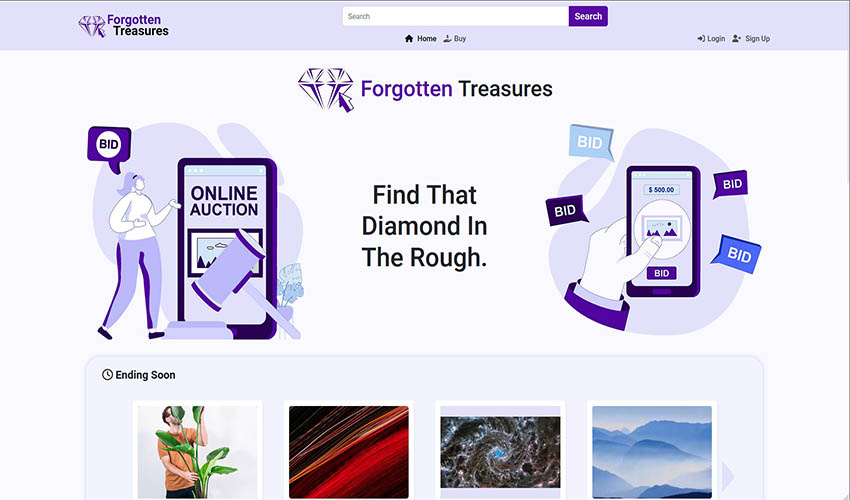 Forgotten
Treasures
Search
Search
Home
Buy
Login
Sign Up
Forgotten Treasures
BID
ONLINE
AUCTION
Find That
Diamond In
The Rough.
BID
$ 500.00
BID
BID
BID
BID
Ending Soon